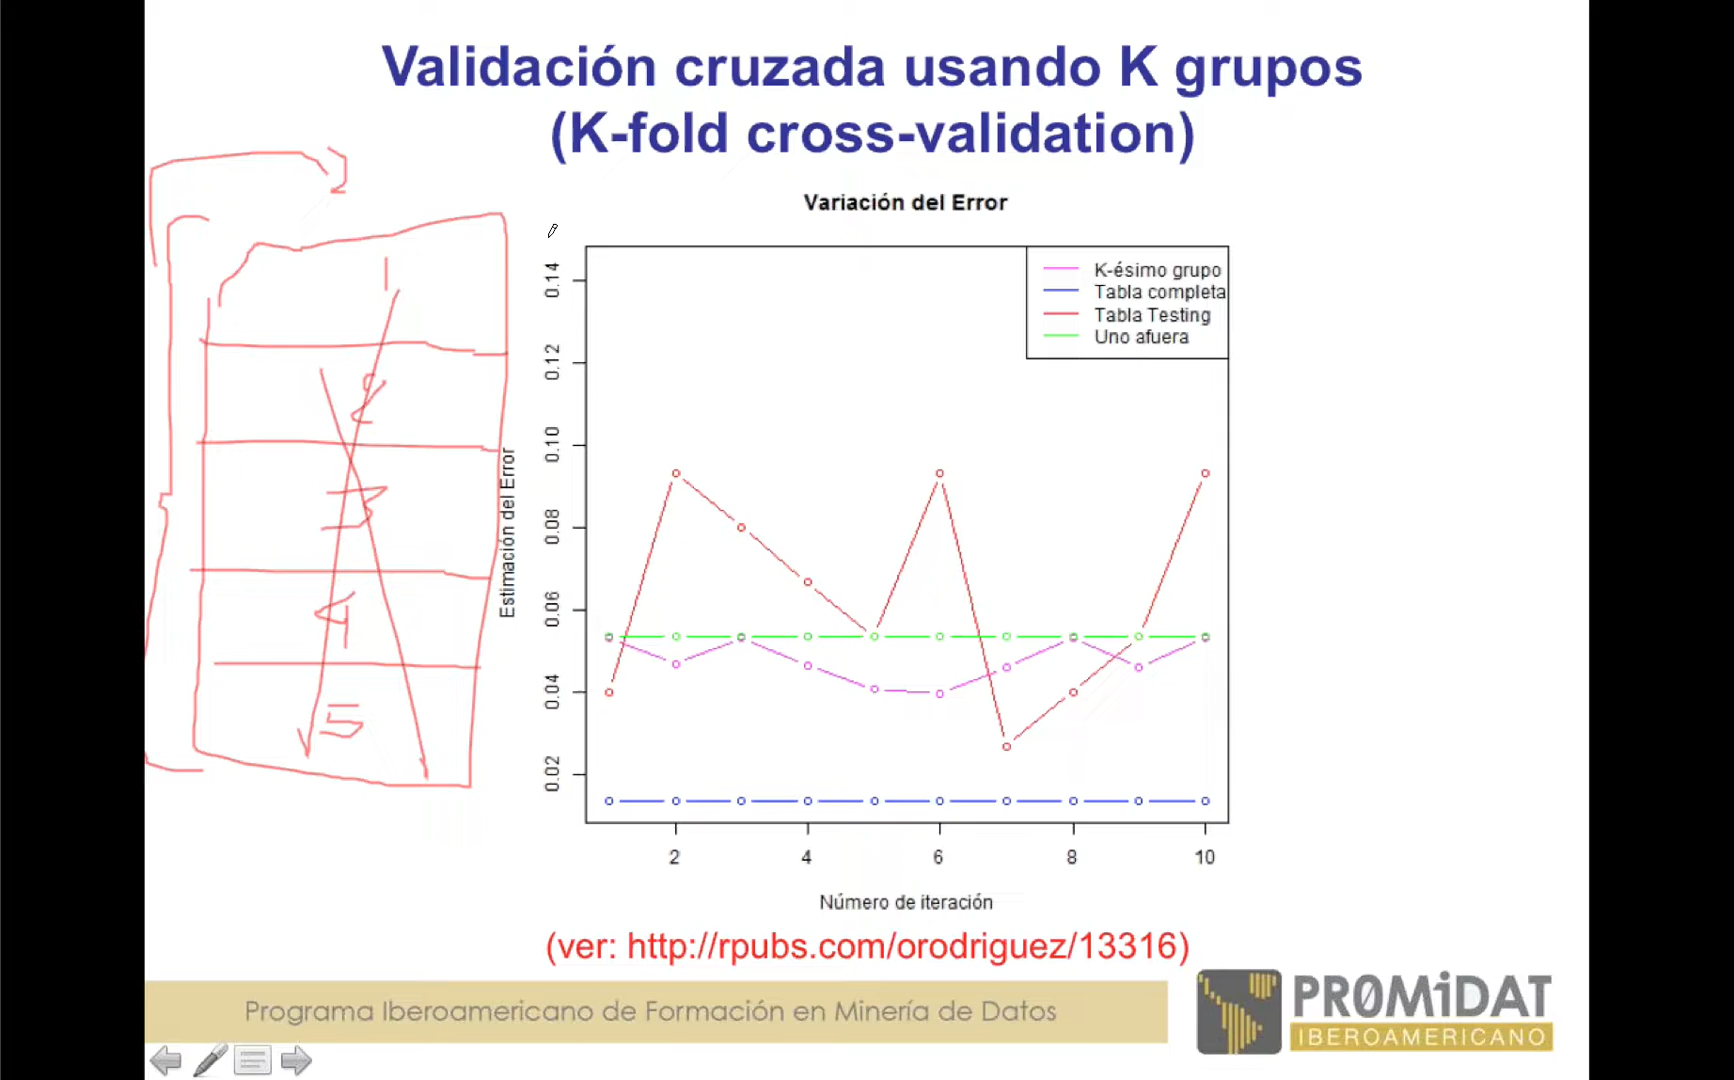 Validación cruzada usando K grupos
(K-fold cross-validation)
Variación del Error
1
2
3
4
5
Estimación del Error
0.14
0.12
0.10
0.08
0.06
0.04
0.02
K-ésimo grupo
Tabla completa
Tabla Testing
Uno afuera
2 4 6 8 10
Número de iteración
(ver: http://rpubs.com/orodriguez/13316)
Programa Iberoamericano de Formación en Minería de Datos
PR0MiDAT
IBEROAMERICANO